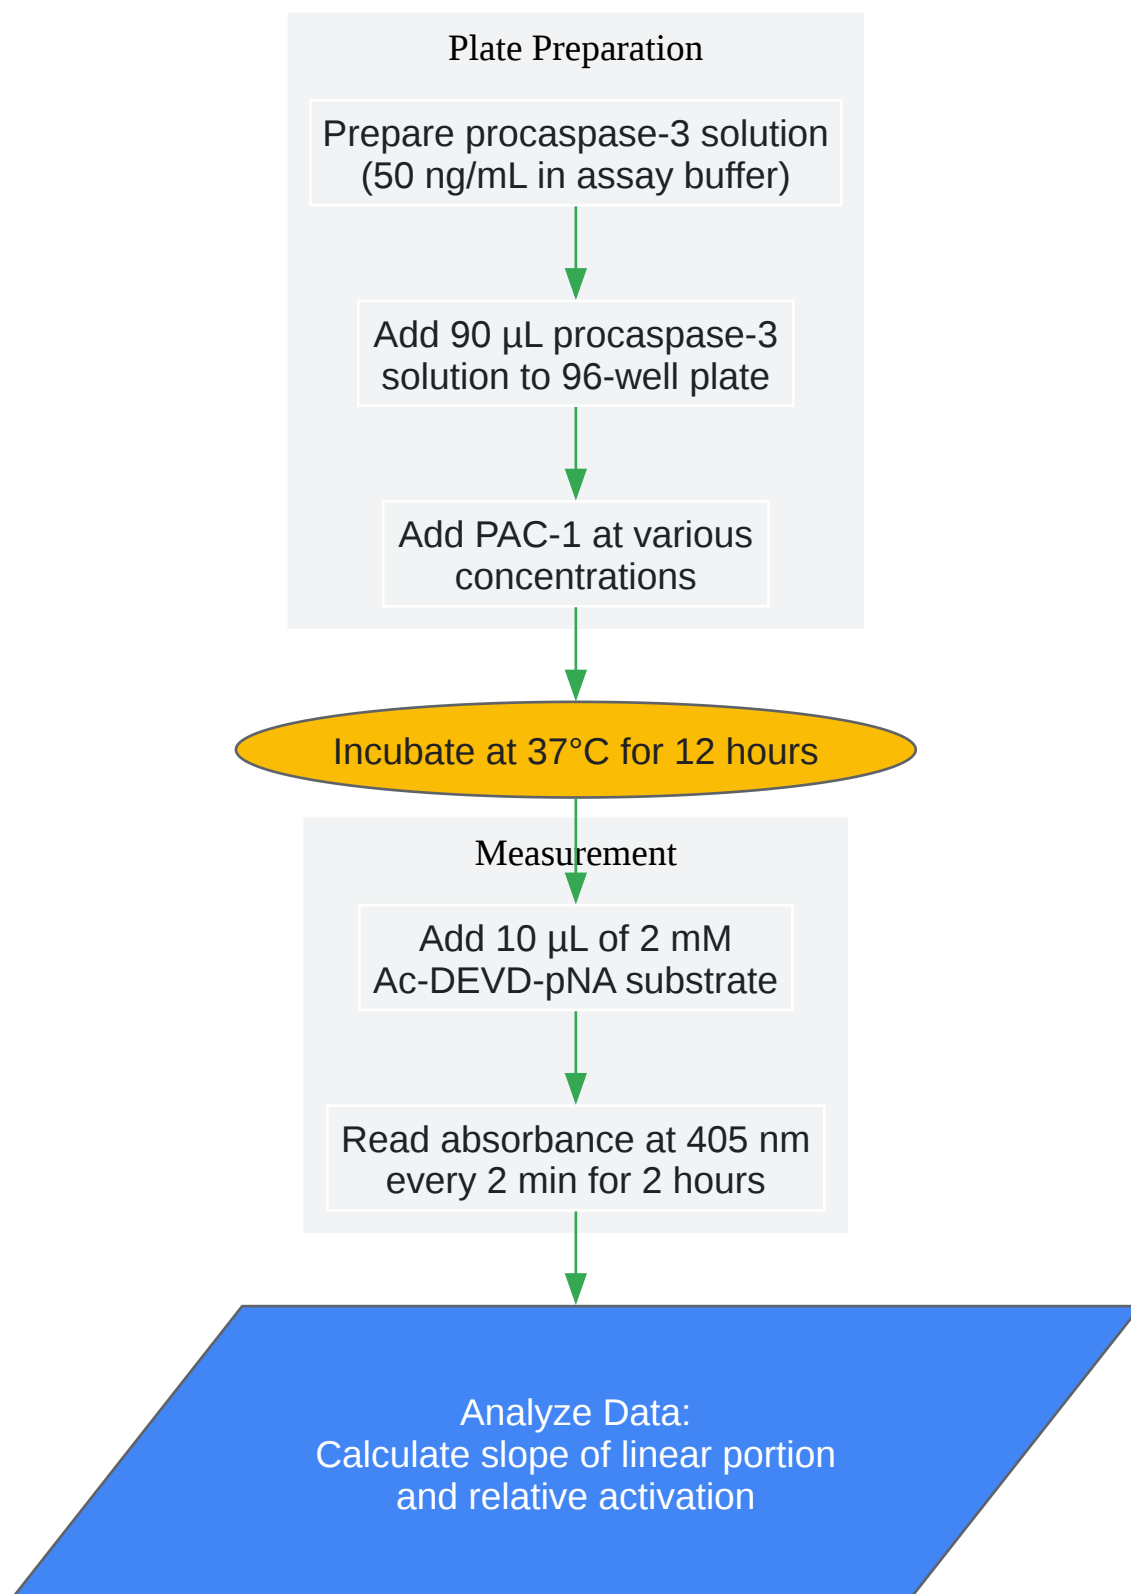 Plate Preparation
Prepare procaspase-3 solution
(50 ng/mL in assay buffer)
Add 90 µL procaspase-3
solution to 96-well plate
Add PAC-1 at various
concentrations
Incubate at 37°C for 12 hours
Measurement
Add 10 µL of 2 mM
Ac-DEVD-pNA substrate
Read absorbance at 405 nm
every 2 min for 2 hours
Analyze Data:
Calculate slope of linear portion
and relative activation